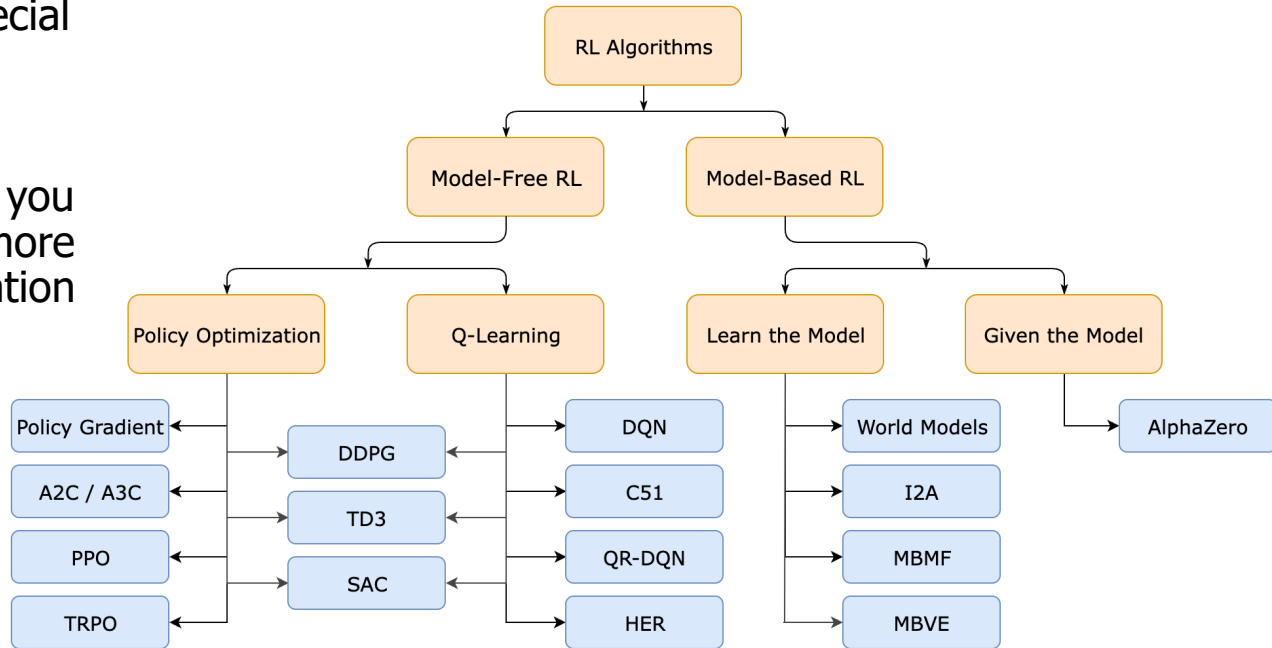 ecial
you
more
ation
RL Algorithms
Model-Free RL
Model-Based RL
Policy Optimization
Q-Learning
Learn the Model
Given the Model
Policy Gradient
DDPG
DQN
World Models
AlphaZero
A2C / A3C
TD3
C51
I2A
PPO
SAC
QR-DQN
MBMF
TRPO
HER
MBVE